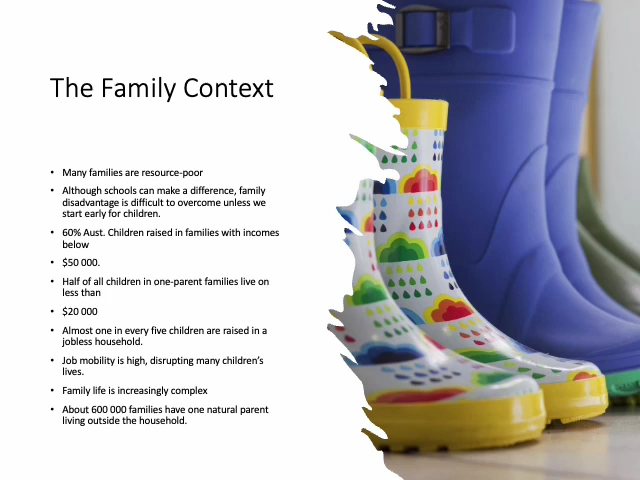 The Family Context
• Many families are resource-poor
• Although schools can make a difference, family
disadvantage is difficult to overcome unless we
start early for children.
• 60% Aust. Children raised in families with incomes
below
• $50 000.
• Half of all children in one-parent families live on
less than
• $20 000
• Almost one in every five children are raised in a
jobless household.
• Job mobility is high, disrupting many children's
lives.
• Family life is increasingly complex
• About 600 000 families have one natural parent
living outside the household.